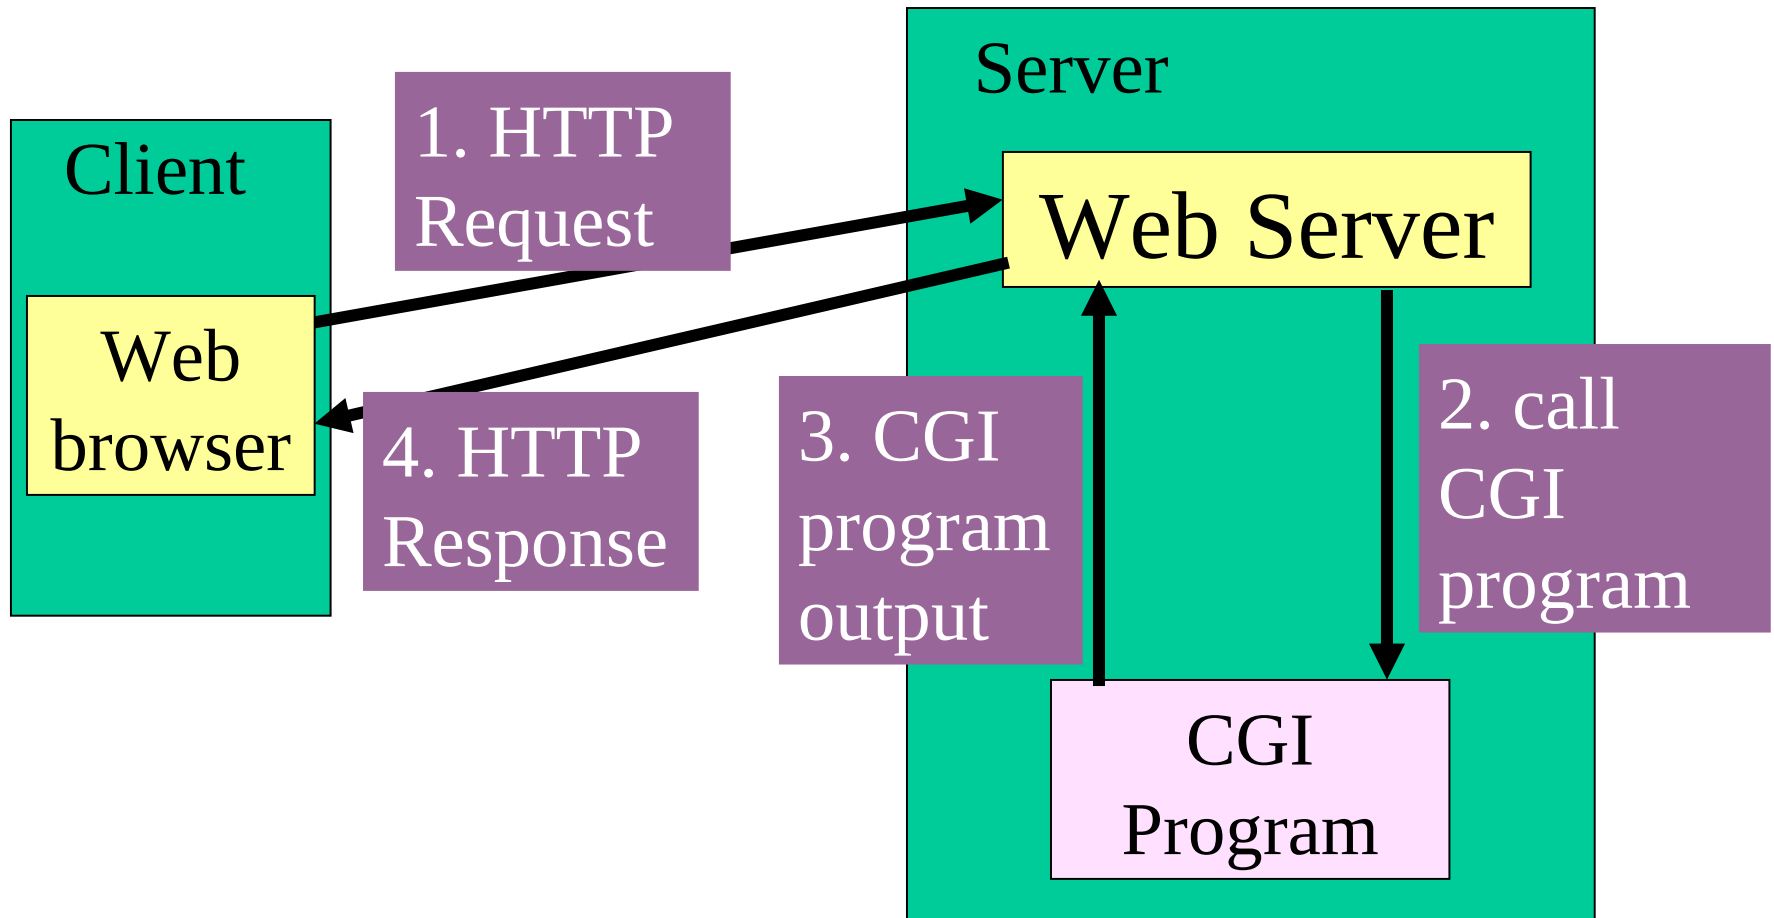 Client
Web
browser
1. HTTP
Request
4. HTTP
Response
Server
Web Server
3. CGI
program
output
2. call
CGI
program
CGI
Program